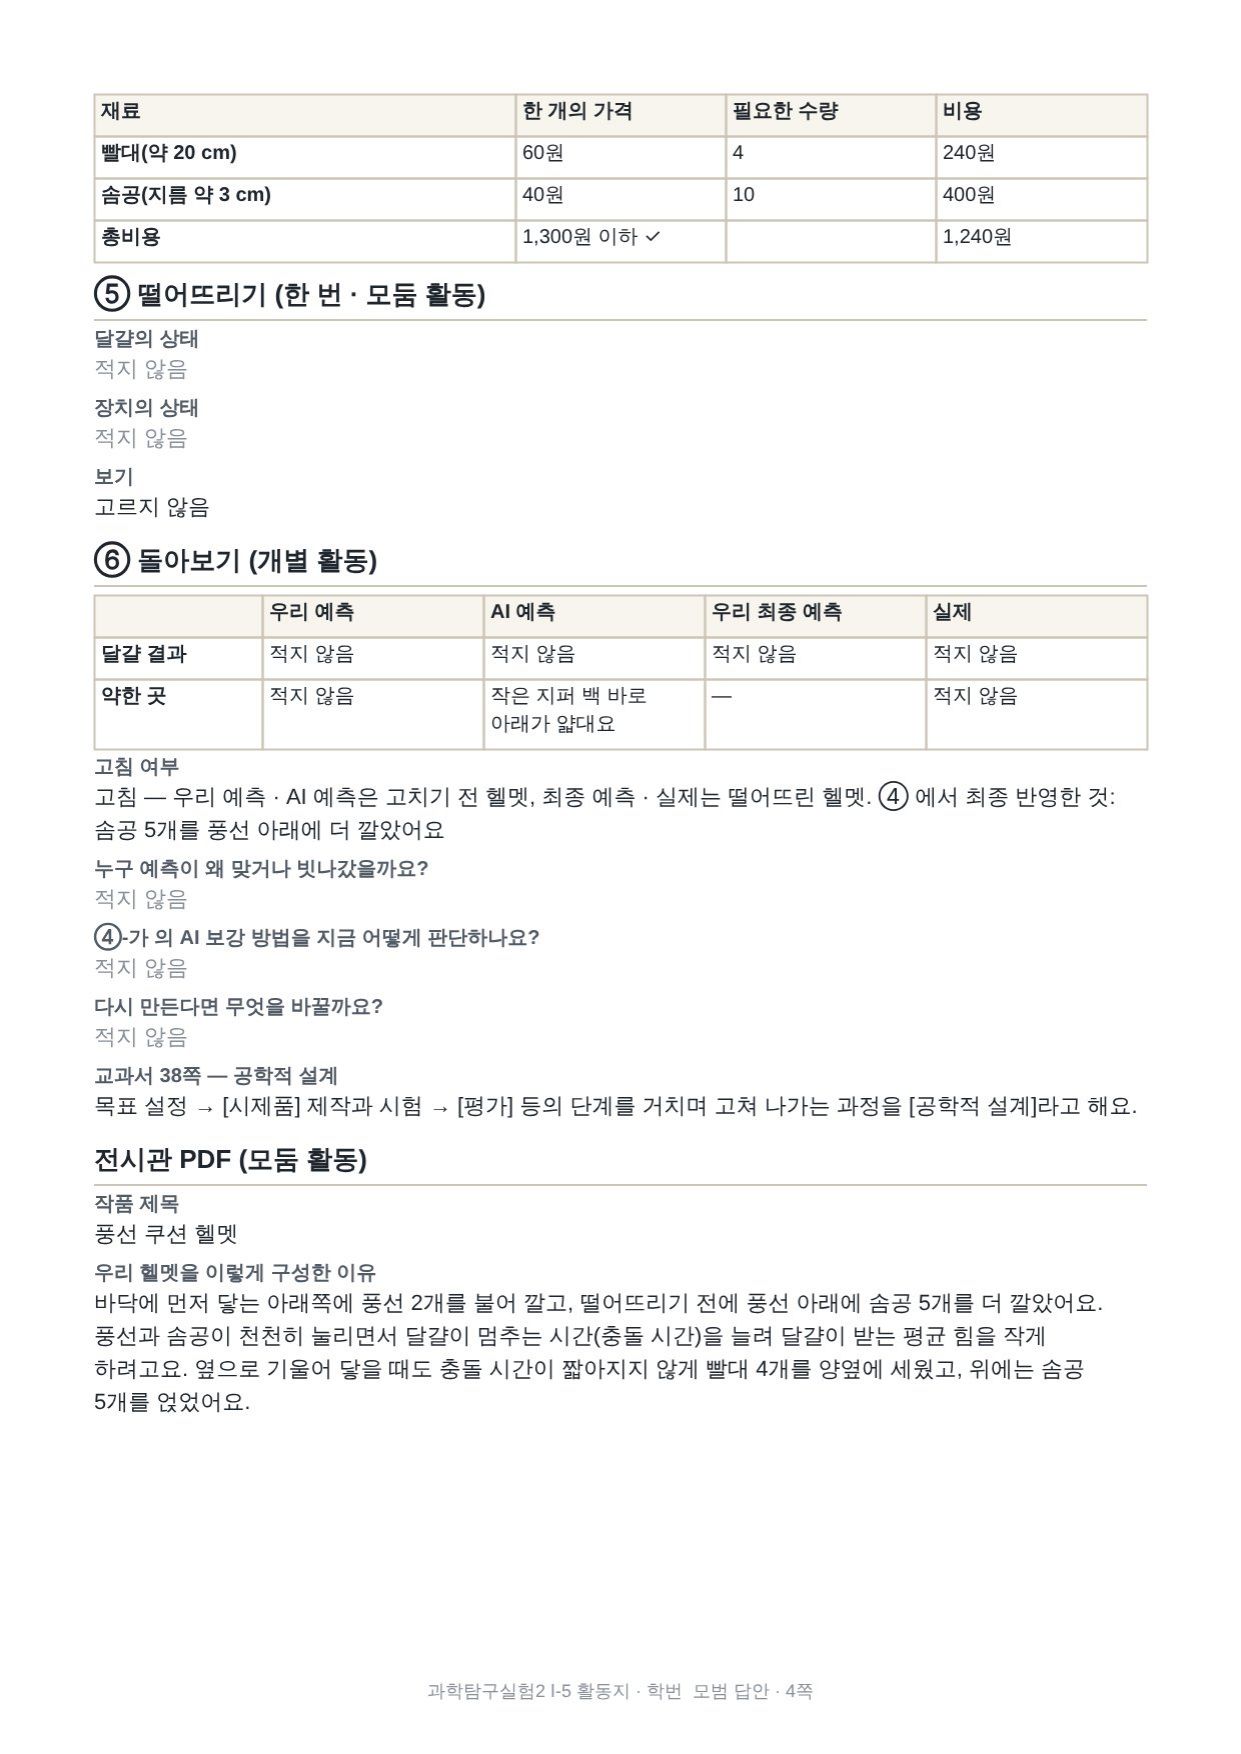 재료 한 개의 가격 필요한 수량 비용
빨대(약 20 cm) 60원 4 240원
솜공(지름 약 3 cm) 40원 10 400원
총비용 1,300원 이하 ✓ 1,240원
⑤ 떨어뜨리기 (한 번 · 모둠 활동)
달걀의 상태
적지 않음
장치의 상태
적지 않음
보기
고르지 않음
⑥ 돌아보기 (개별 활동)
우리 예측 AI 예측 우리 최종 예측 실제
달걀 결과 적지 않음 적지 않음 적지 않음 적지 않음
약한 곳 적지 않음 작은 지퍼 백 바로 — 적지 않음
아래가 얇대요
고침 여부
고침 — 우리 예측 · AI 예측은 고치기 전 헬멧, 최종 예측 · 실제는 떨어뜨린 헬멧. ④ 에서 최종 반영한 것:
솜공 5개를 풍선 아래에 더 깔았어요
누구 예측이 왜 맞거나 빗나갔을까요?
적지 않음
④-가 의 AI 보강 방법을 지금 어떻게 판단하나요?
적지 않음
다시 만든다면 무엇을 바꿀까요?
적지 않음
교과서 38쪽 — 공학적 설계
목표 설정 → [시제품] 제작과 시험 → [평가] 등의 단계를 거치며 고쳐 나가는 과정을 [공학적 설계]라고 해요.
전시관 PDF (모둠 활동)
작품 제목
풍선 쿠션 헬멧
우리 헬멧을 이렇게 구성한 이유
바닥에 먼저 닿는 아래쪽에 풍선 2개를 불어 깔고, 떨어뜨리기 전에 풍선 아래에 솜공 5개를 더 깔았어요.
풍선과 솜공이 천천히 눌리면서 달걀이 멈추는 시간(충돌 시간)을 늘려 달걀이 받는 평균 힘을 작게
하려고요. 옆으로 기울어 닿을 때도 충돌 시간이 짧아지지 않게 빨대 4개를 양옆에 세웠고, 위에는 솜공
5개를 얹었어요.
과학탐구실험2 I-5 활동지 · 학번 모범 답안 · 4쪽